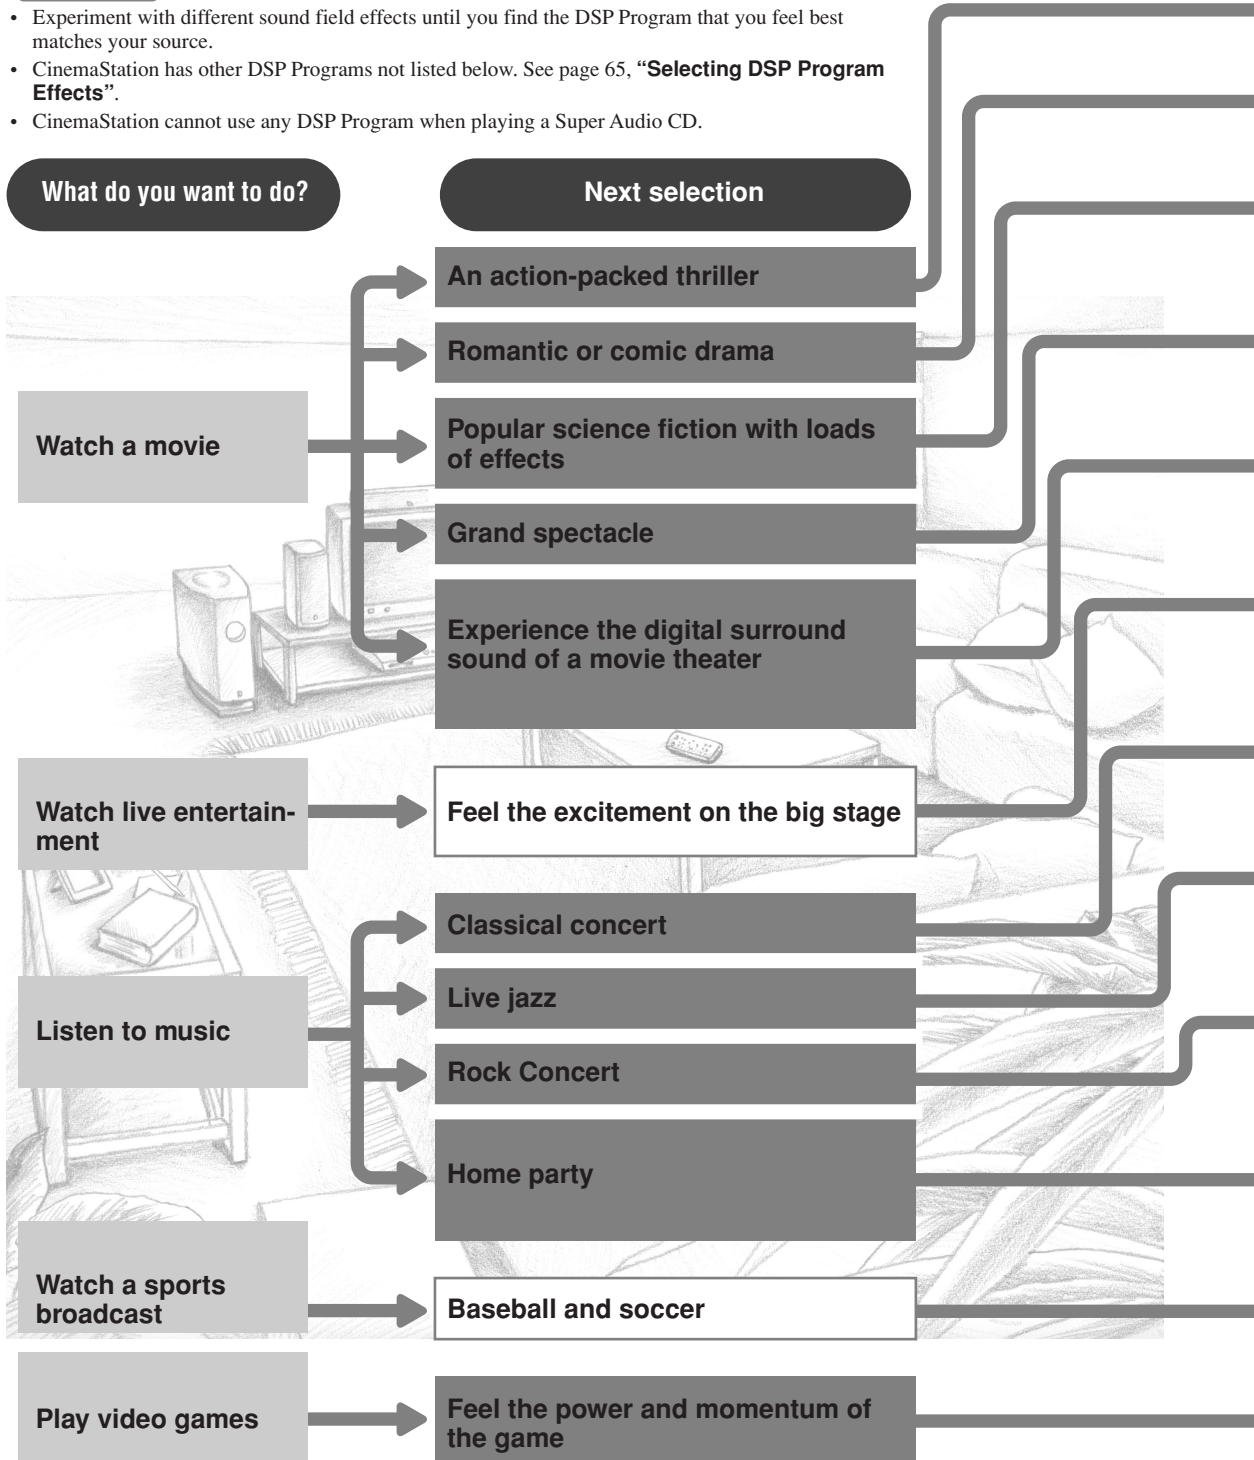 • Experiment with different sound field effects until you find the DSP Program that you feel best
matches your source.
• CinemaStation has other DSP Programs not listed below. See page 65, “Selecting DSP Program
Effects”.
• CinemaStation cannot use any DSP Program when playing a Super Audio CD.
What do you want to do?
Next selection
An action-packed thriller
Romantic or comic drama
Watch a movie
Popular science fiction with loads
of effects
Grand spectacle
Experience the digital surround
sound of a movie theater
Watch live entertain-
ment
Feel the excitement on the big stage
Classical concert
Live jazz
Listen to music
Rock Concert
Home party
Watch a sports
broadcast
Baseball and soccer
Play video games
Feel the power and momentum of
the game